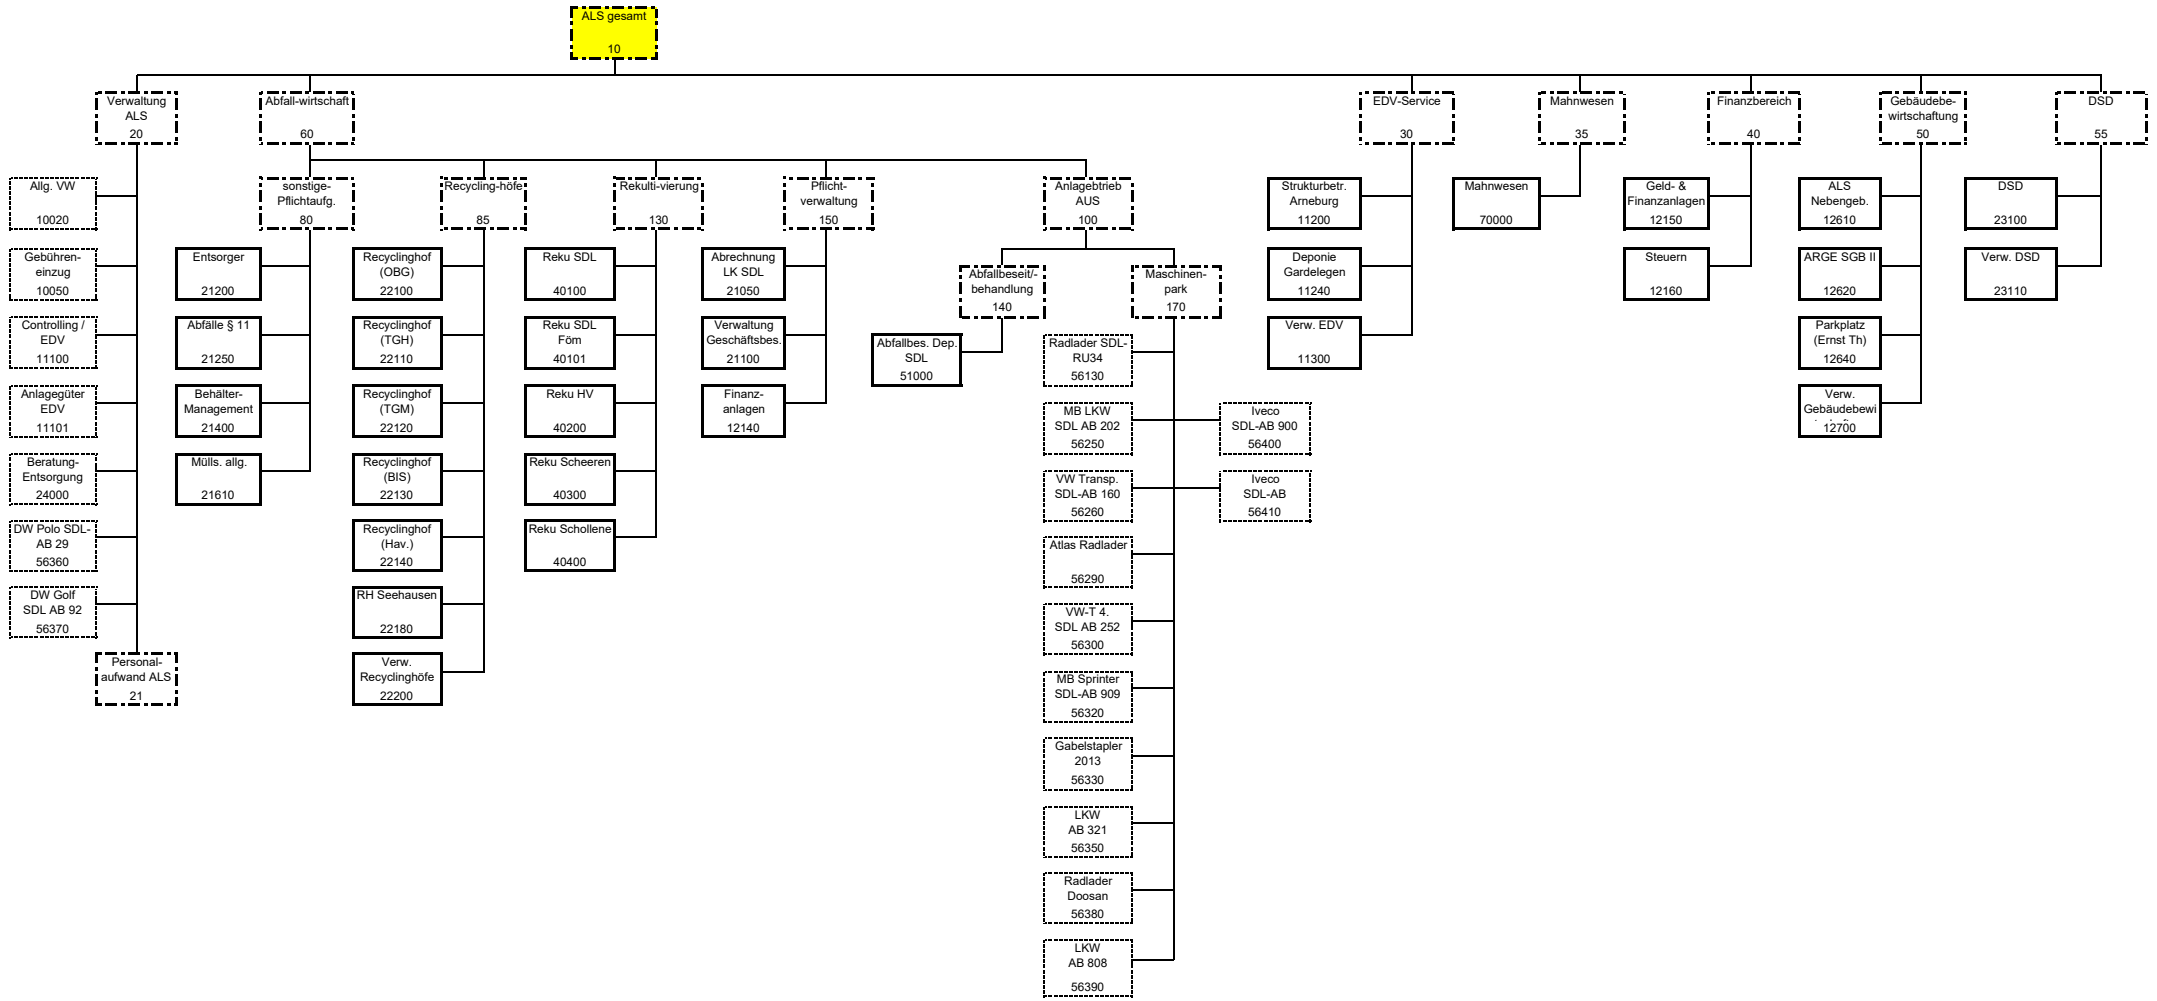 ALS gesamt
10
Verwaltung
ALS
20
Abfall-wirtschaft
60
EDV-Service
30
Mahnwesen
35
Finanzbereich
40
Gebäudebe-
wirtschaftung
50
DSD
55
Allg. VW
10020
sonstige-
Pflichtaufg.
80
Recycling-höfe
85
Rekulti-vierung
130
Pflicht-
verwaltung
150
Anlagebtrieb
AUS
100
Strukturbetr.
Arneburg
11200
Mahnwesen
70000
Geld- &
Finanzanlagen
12150
ALS
Nebengeb.
12610
DSD
23100
Gebühren-
einzug
10050
Entsorger
21200
Recyclinghof
(OBG)
22100
Reku SDL
40100
Abrechnung
LK SDL
21050
Abfallbeseit/-
behandlung
140
Maschinen-
park
170
Deponie
Gardelegen
11240
Steuern
12160
ARGE SGB II
12620
Verw. DSD
23110
Controlling /
EDV
11100
Abfälle § 11
21250
Recyclinghof
(TGH)
22110
Reku SDL
Föm
40101
Verwaltung
Geschäftsbes.
21100
Abfallbes. Dep.
SDL
51000
Radlader SDL-
RU34
56130
Verw. EDV
11300
Parkplatz
(Ernst Th)
12640
Anlagegüter
EDV
11101
Behälter-
Management
21400
Recyclinghof
(TGM)
22120
Reku HV
40200
Finanz-
anlagen
12140
MB LKW
SDL AB 202
56250
Iveco
SDL-AB 900
56400
Verw.
Gebäudebewi
12700
Beratung-
Entsorgung
24000
Mülls. allg.
21610
Recyclinghof
(BIS)
22130
Reku Scheeren
40300
VW Transp.
SDL-AB 160
56260
Iveco
SDL-AB
56410
DW Polo SDL-
AB 29
56360
Recyclinghof
(Hav.)
22140
Reku Schollene
40400
Atlas Radlader
56290
DW Golf
SDL AB 92
56370
RH Seehausen
22180
VW-T 4.
SDL AB 252
56300
Personal-
aufwand ALS
21
Verw.
Recyclinghöfe
22200
MB Sprinter
SDL-AB 909
56320
Gabelstapler
2013
56330
LKW
AB 321
56350
Radlader
Doosan
56380
LKW
AB 808
56390